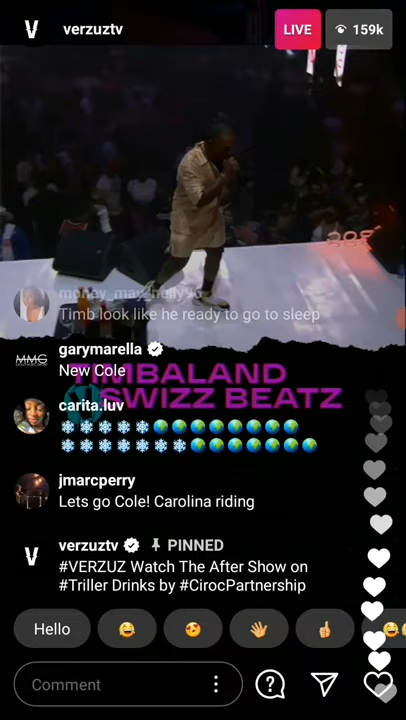 verzuztv
LIVE
159k
money_man_nelly96
Timb look like he ready to go to sleep
garymarella
MMG
New Cole
TIMBALAND
SWIZZ BEATZ
carita.luv
jmarcperry
Lets go Cole! Carolina riding
verzuztv PINNED
#VERZUZ Watch The After Show on
#Triller Drinks by #CirocPartnership
Hello
Comment